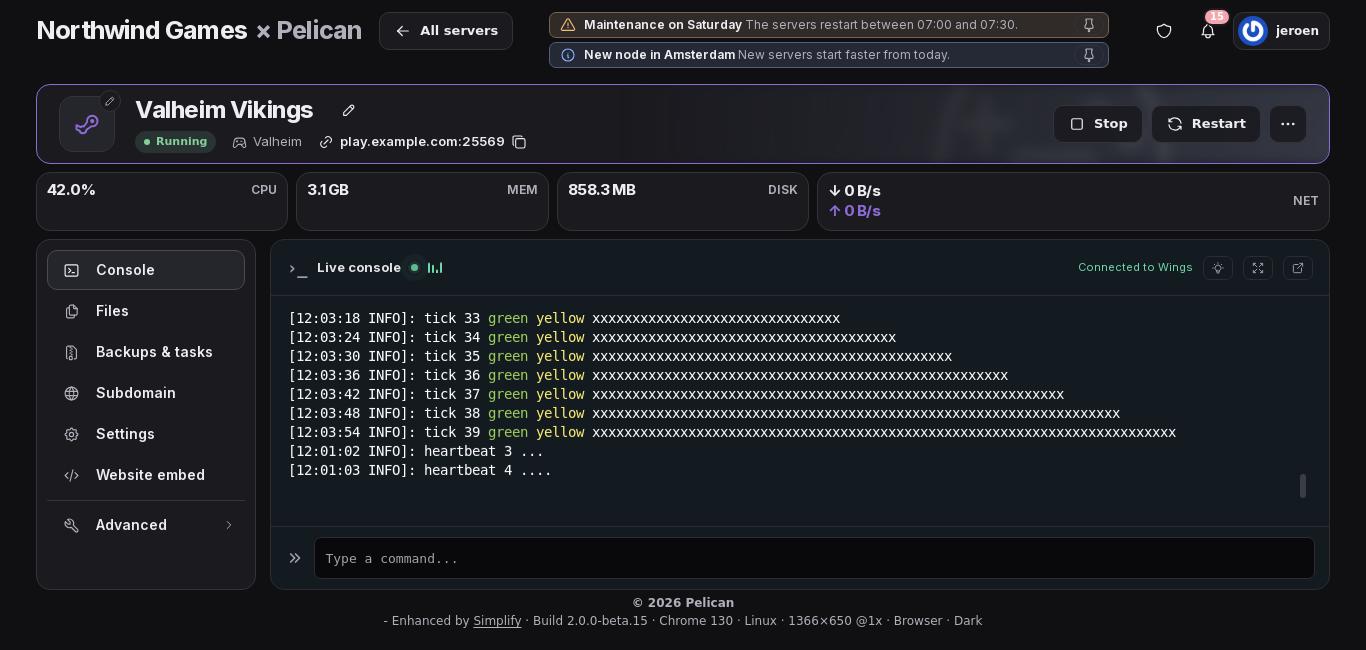 Northwind Games × Pelican
All servers
Maintenance on Saturday The servers restart between 07:00 and 07:30.
New node in Amsterdam New servers start faster from today.
15
jeroen
Valheim Vikings
Running
Valheim
play.example.com:25569
Stop
Restart
42.0%
CPU
3.1 GB
MEM
858.3 MB
DISK
0 B/s
0 B/s
NET
Console
Files
Backups & tasks
Subdomain
Settings
Website embed
Advanced
Live console
Connected to Wings
[12:03:18 INFO]: tick 33 green yellow xxxxxxxxxxxxxxxxxxxxxxxxxxxxxxx
[12:03:24 INFO]: tick 34 green yellow xxxxxxxxxxxxxxxxxxxxxxxxxxxxxxxxxxxxxx
[12:03:30 INFO]: tick 35 green yellow xxxxxxxxxxxxxxxxxxxxxxxxxxxxxxxxxxxxxxxxxxxxx
[12:03:36 INFO]: tick 36 green yellow xxxxxxxxxxxxxxxxxxxxxxxxxxxxxxxxxxxxxxxxxxxxxxxxxxxx
[12:03:42 INFO]: tick 37 green yellow xxxxxxxxxxxxxxxxxxxxxxxxxxxxxxxxxxxxxxxxxxxxxxxxxxxxxxxxxxx
[12:03:48 INFO]: tick 38 green yellow xxxxxxxxxxxxxxxxxxxxxxxxxxxxxxxxxxxxxxxxxxxxxxxxxxxxxxxxxxxxxxxxxx
[12:03:54 INFO]: tick 39 green yellow xxxxxxxxxxxxxxxxxxxxxxxxxxxxxxxxxxxxxxxxxxxxxxxxxxxxxxxxxxxxxxxxxxxxxxxxx
[12:01:02 INFO]: heartbeat 3 ...
[12:01:03 INFO]: heartbeat 4 ....
Type a command...
© 2026 Pelican
- Enhanced by Simplify · Build 2.0.0-beta.15 · Chrome 130 · Linux · 1366×650 @1x · Browser · Dark